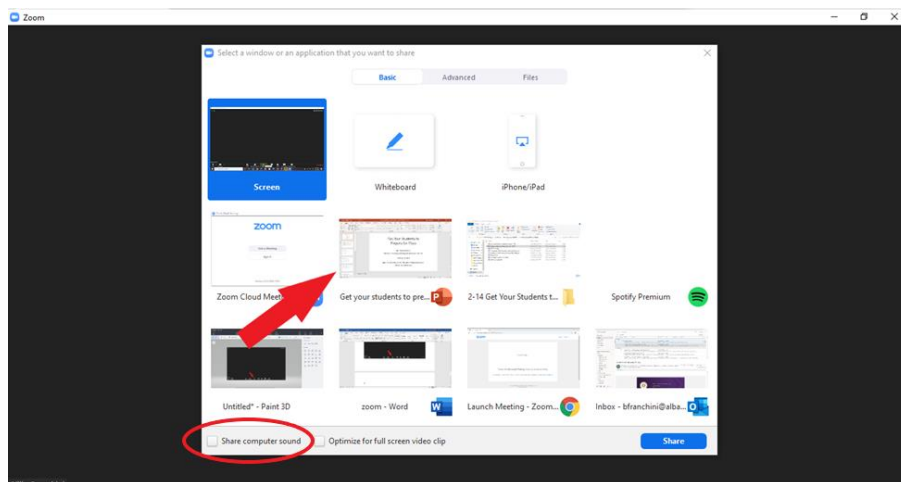 Zoom
Select a window or an application that you want to share
Basic Advanced Files
Screen Whiteboard iPhone/iPad
zoom
Zoom Cloud Meet
Get your students to pre...
2-14 Get Your Students t...
Spotify Premium
Untitled* - Paint 3D
zoom - Word
Launch Meeting - Zoom...
Inbox - bfranchini@alba...
Share computer sound Optimize for full screen video clip Share